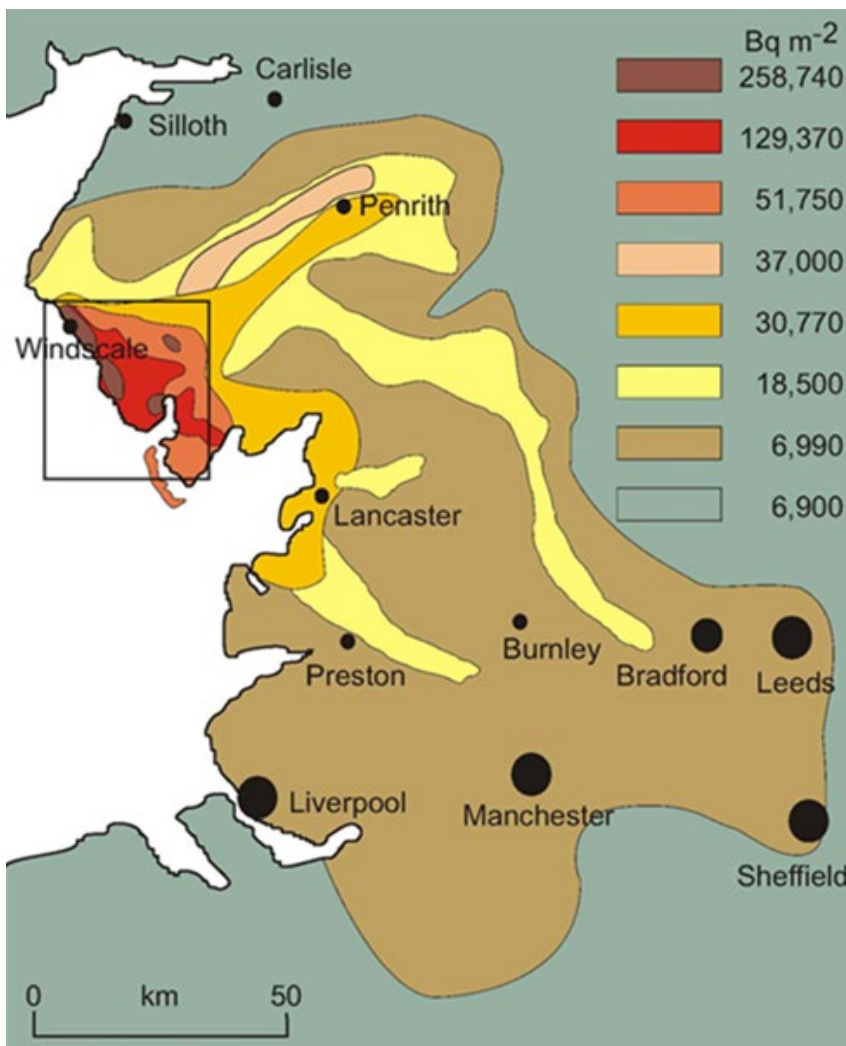 Bq m-2
258,740
129,370
51,750
37,000
30,770
18,500
6,990
6,900
Carlisle
Silloth
Penrith
Windscale
Lancaster
Preston
Burnley
Bradford
Leeds
Liverpool
Manchester
Sheffield
0 km 50